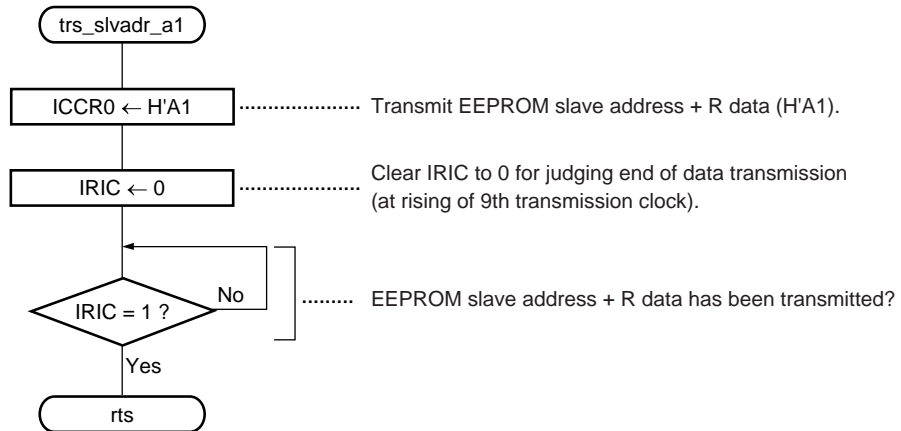 trs_slvadr_a1
ICCR0 ← H'A1
Transmit EEPROM slave address + R data (H'A1).
IRIC ← 0
Clear IRIC to 0 for judging end of data transmission
(at rising of 9th transmission clock).
No
IRIC = 1 ?
EEPROM slave address + R data has been transmitted?
Yes
rts